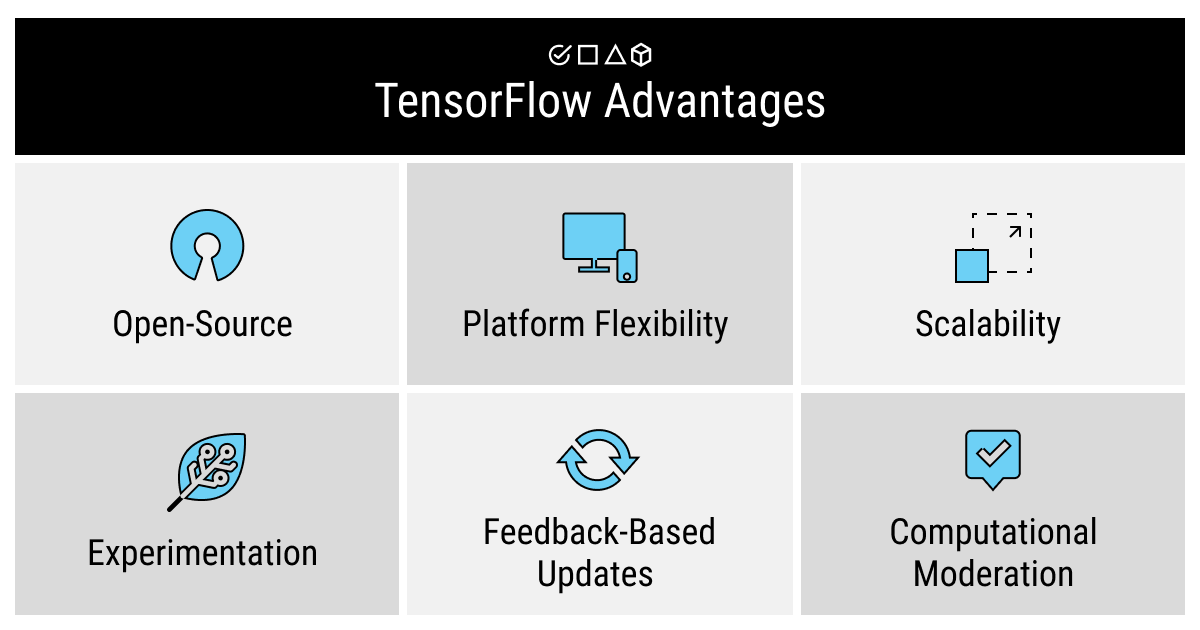 TensorFlow Advantages
Open-Source
Platform Flexibility
Scalability
Experimentation
Feedback-Based
Updates
Computational
Moderation